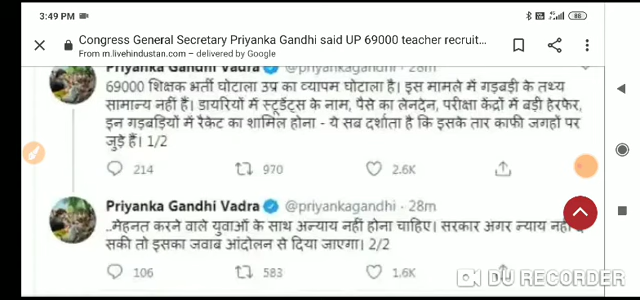 3:49 PM
88
Congress General Secretary Priyanka Gandhi said UP 69000 teacher recruit...
From m.livehindustan.com – delivered by Google
Priyanka Gandhi Vadra @priyankagandhi · 28m
69000 शिक्षक भर्ती घोटाला उप्र का व्यापम घोटाला है। इस मामले में गड़बड़ी के तथ्य
सामान्य नहीं हैं। डायरियों में स्टूडेंट्स के नाम, पैसे का लेनदेन, परीक्षा केंद्रों में बड़ी हेरफेर,
इन गड़बड़ियों में रैकेट का शामिल होना - ये सब दर्शाता है कि इसके तार काफी जगहों पर
जुड़े हैं। 1/2
214 970 2.6K
Priyanka Gandhi Vadra @priyankagandhi · 28m
..मेहनत करने वाले युवाओं के साथ अन्याय नहीं होना चाहिए। सरकार अगर न्याय नहीं
सकी तो इसका जवाब आंदोलन से दिया जाएगा। 2/2
106 583 1.6K
DU RECORDER